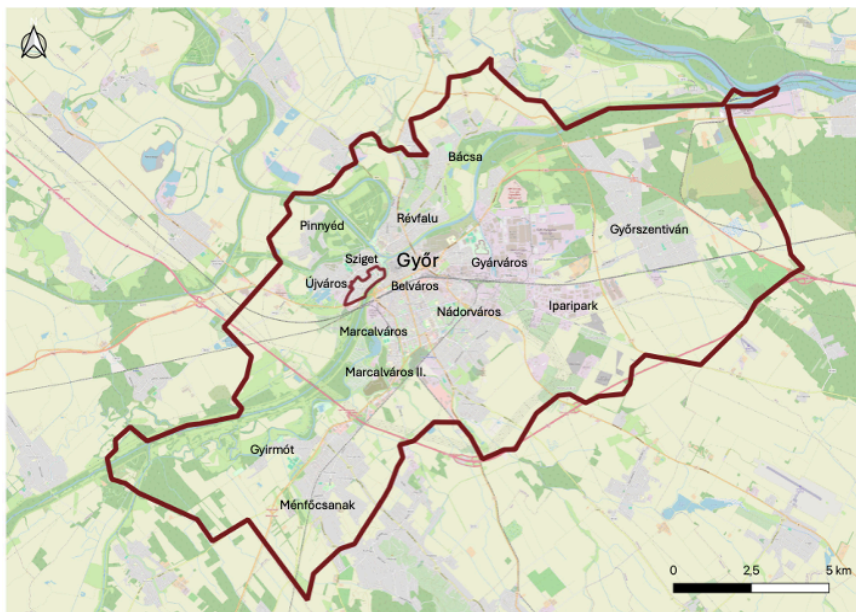 Bácsa
Révfalu
Pinnyéd
Győrszentiván
Sziget
Győr
Gyárváros
Újváros
Belváros
Iparipark
Nádorváros
Marcalváros
Marcalváros II.
Gyirmót
Ménfőcsanak
0 2,5 5 km